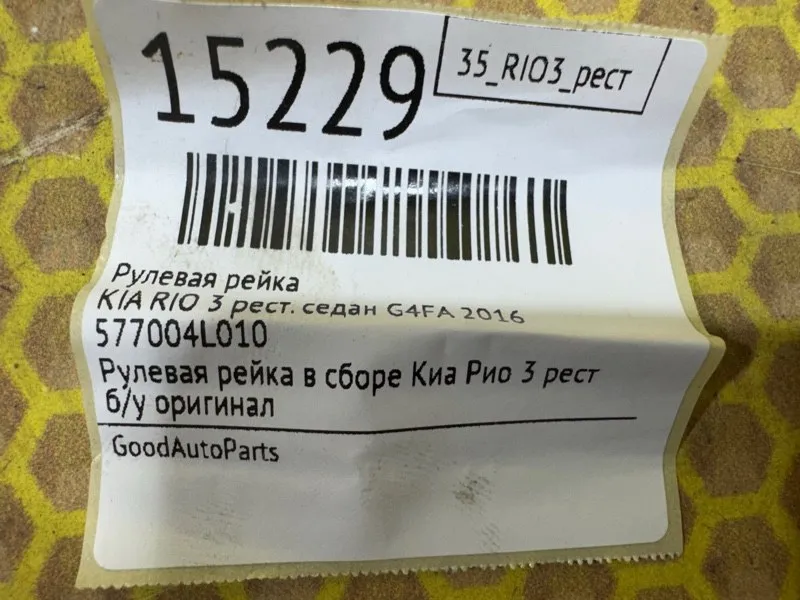 15229
35_RIO3_рест
Рулевая рейка
KIA RIO 3 рест. седан G4FA 2016
577004L010
Рулевая рейка в сборе Киа Рио 3 рест
б/у оригинал
GoodAutoParts